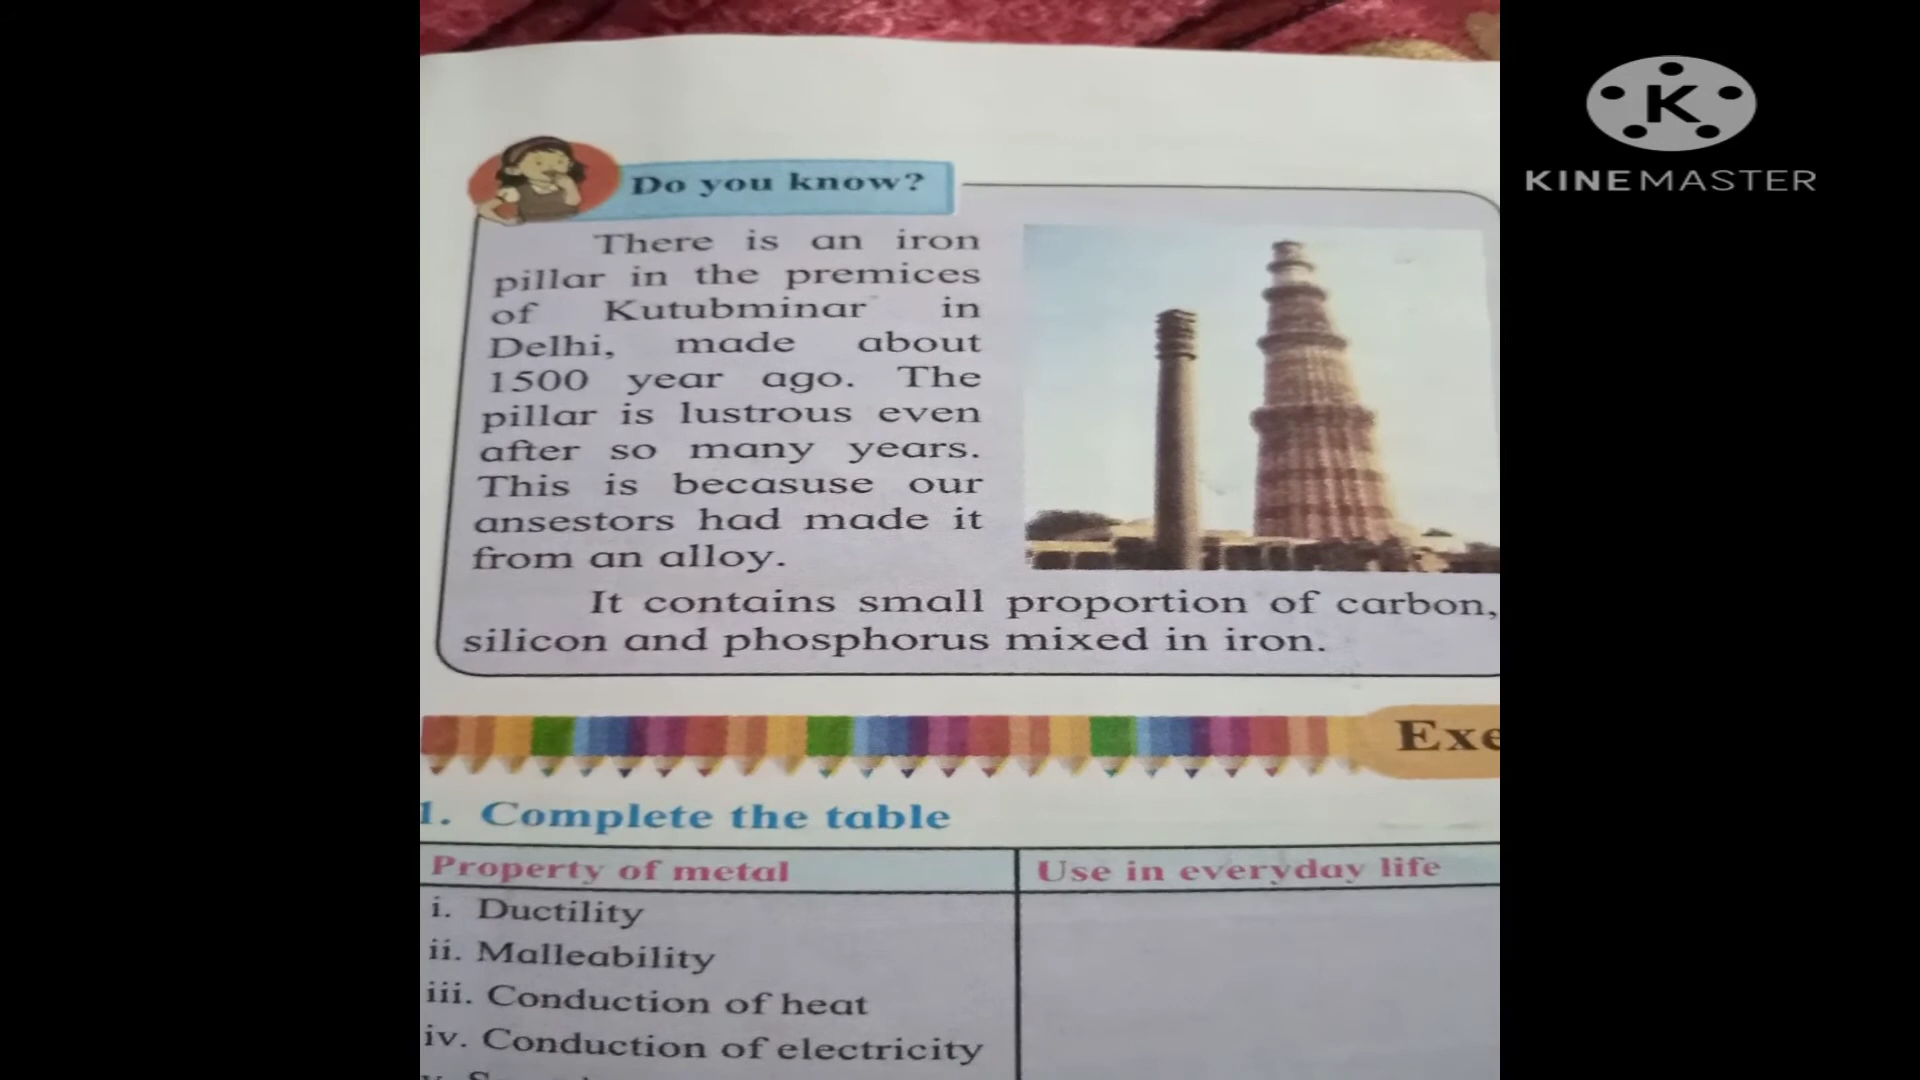 K
KINEMASTER
Do you know?
There is an iron
pillar in the premices
of Kutubminar in
Delhi, made about
1500 year ago. The
pillar is lustrous even
after so many years.
This is becasuse our
ansestors had made it
from an alloy.
It contains small proportion of carbon,
silicon and phosphorus mixed in iron.
Exe
1. Complete the table
Property of metal
Use in everyday life
i. Ductility
ii. Malleability
iii. Conduction of heat
iv. Conduction of electricity